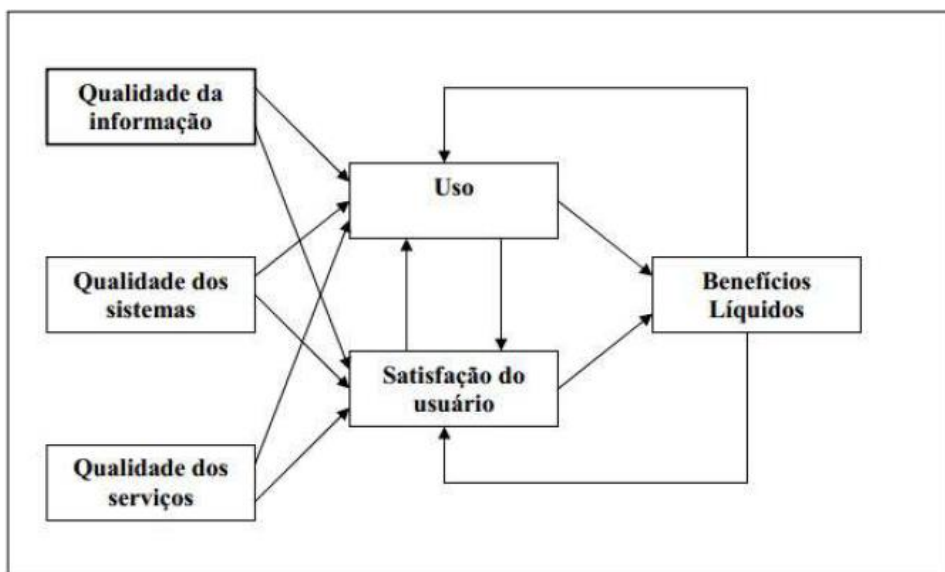 Qualidade da
informação
Uso
Qualidade dos
sistemas
Benefícios
Líquidos
Satisfação do
usuário
Qualidade dos
serviços